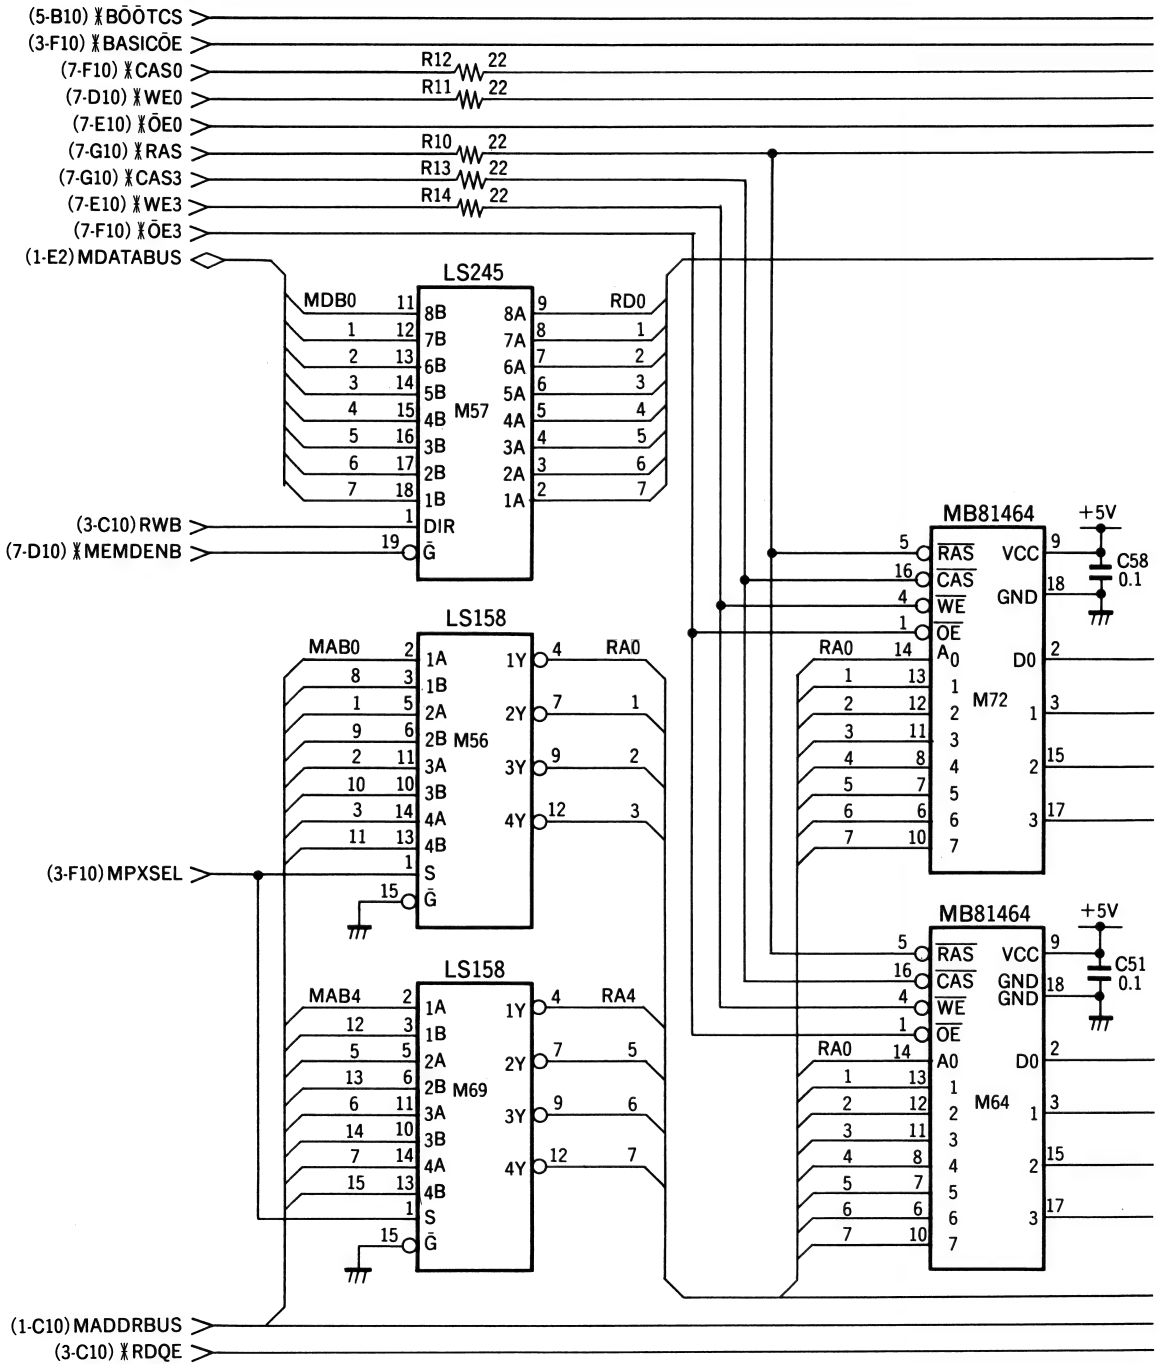 (5-B10) ⁎BŌŌTCS
(3-F10) ⁎BASICŌE
(7-F10) ⁎CAS0 R12 22
(7-D10) ⁎WE0 R11 22
(7-E10) ⁎ŌE0
(7-G10) ⁎RAS R10 22
(7-G10) ⁎CAS3 R13 22
(7-E10) ⁎WE3 R14 22
(7-F10) ⁎ŌE3
(1-E2) MDATABUS
LS245
MDB0 11 8B 8A 9 RD0
1 12 7B 7A 8 1
2 13 6B 6A 7 2
3 14 5B 5A 6 3
M57
4 15 4B 4A 5 4
5 16 3B 3A 4 5
6 17 2B 2A 3 6
7 18 1B 1A 2 7
(3-C10) RWB 1 DIR
(7-D10) ⁎MEMDENB 19 Ḡ
LS158
MAB0 2 1A 1Y 4 RA0
8 3 1B
1 5 2A 2Y 7 1
9 6 2B M56
2 11 3A 3Y 9 2
10 10 3B
3 14 4A 4Y 12 3
11 13 4B
(3-F10) MPXSEL 1 S
15 Ḡ
LS158
MAB4 2 1A 1Y 4 RA4
12 3 1B
5 5 2A 2Y 7 5
13 6 2B M69
6 11 3A 3Y 9 6
14 10 3B
7 14 4A 4Y 12 7
15 13 4B
1 S
15 Ḡ
MB81464 +5V
5 R̅A̅S̅ VCC 9 C58
0.1
16 C̅A̅S̅ GND 18
4 W̅E̅
1 O̅E̅
RA0 14 A0 D0 2
1 13 1
M72
2 12 2 1 3
3 11 3
4 8 4 2 15
5 7 5
6 6 6 3 17
7 10 7
MB81464 +5V
5 R̅A̅S̅ VCC 9 C51
0.1
16 C̅A̅S̅ GND
GND 18
4 W̅E̅
1 O̅E̅
RA0 14 A0 D0 2
1 13 1
M64
2 12 2 1 3
3 11 3
4 8 4 2 15
5 7 5
6 6 6 3 17
7 10 7
(1-C10) MADDRBUS
(3-C10) ⁎RDQE